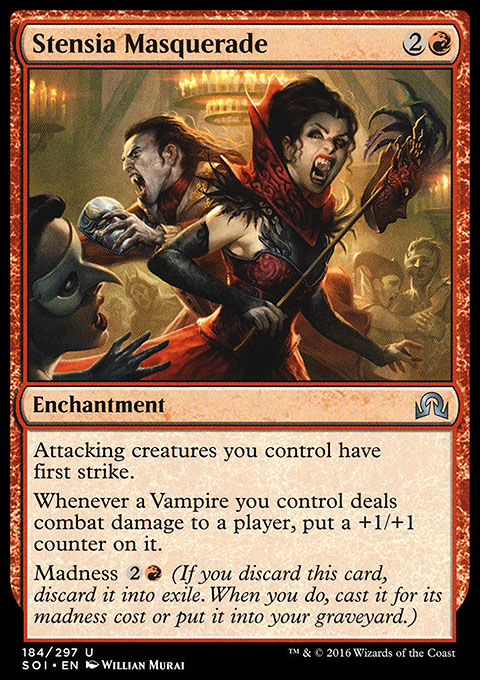 Stensia Masquerade 2
Enchantment
Attacking creatures you control have
first strike.
Whenever a Vampire you control deals
combat damage to a player, put a +1/+1
counter on it.
Madness 2 (If you discard this card,
discard it into exile. When you do, cast it for its
madness cost or put it into your graveyard.)
184/297 U
SOI • EN Willian Murai
™ & © 2016 Wizards of the Coast